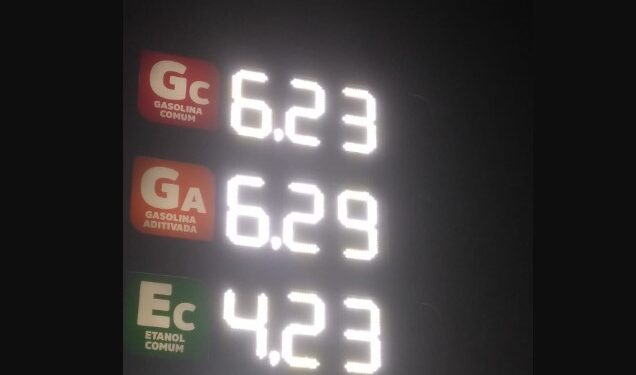 Gc 6.23
GASOLINA
COMUM
GA 6.29
GASOLINA
ADITIVADA
Ec 4.23
ETANOL
COMUM